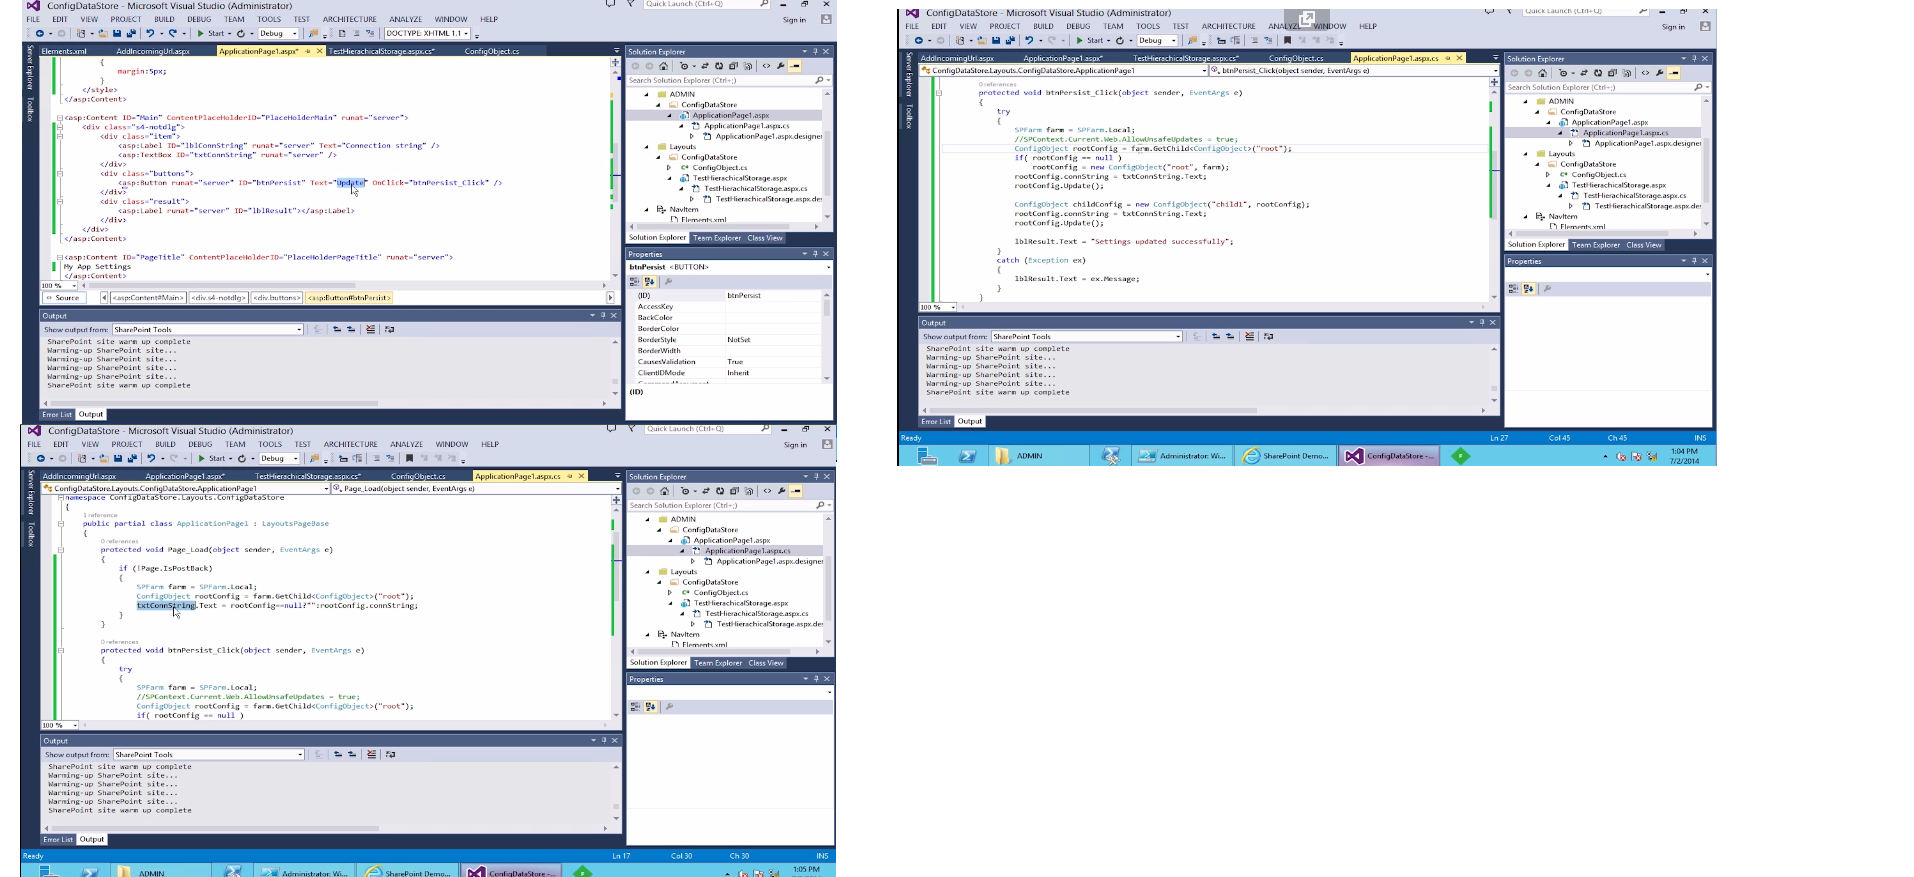 ConfigDataStore - Microsoft Visual Studio (Administrator)
Quick Launch (Ctrl+Q)
FILE EDIT VIEW PROJECT BUILD DEBUG TEAM TOOLS TEST ARCHITECTURE ANALYZE WINDOW HELP
Sign in
Start Debug DOCTYPE: XHTML 1.1
Elements.xml AddIncomingUrl.aspx ApplicationPage1.aspx* TestHierachicalStorage.aspx.cs* ConfigObject.cs
Server Explorer
Toolbox
{
margin:5px;
}
</style>
</asp:Content>
<asp:Content ID="Main" ContentPlaceHolderID="PlaceHolderMain" runat="server">
<div class="s4-notdlg">
<div class="item">
<asp:Label ID="lblConnString" runat="server" Text="Connection string" />
<asp:TextBox ID="txtConnString" runat="server" />
</div>
<div class="buttons">
<asp:Button runat="server" ID="btnPersist" Text="Update" OnClick="btnPersist_Click" />
</div>
<div class="result">
<asp:Label runat="server" ID="lblResult"></asp:Label>
</div>
</div>
</asp:Content>
<asp:Content ID="PageTitle" ContentPlaceHolderID="PlaceHolderPageTitle" runat="server">
My App Settings
</asp:Content>
100 %
Source <asp:Content#Main> <div.s4-notdlg> <div.buttons> <asp:Button#btnPersist>
Output
Show output from: SharePoint Tools
SharePoint site warm up complete
Warming-up SharePoint site...
Warming-up SharePoint site...
Warming-up SharePoint site...
Warming-up SharePoint site...
SharePoint site warm up complete
Error List Output
Solution Explorer
Search Solution Explorer (Ctrl+;)
ADMIN
ConfigDataStore
ApplicationPage1.aspx
ApplicationPage1.aspx.cs
ApplicationPage1.aspx.designer
Layouts
ConfigDataStore
ConfigObject.cs
TestHierachicalStorage.aspx
TestHierachicalStorage.aspx.cs
TestHierachicalStorage.aspx.des
NavItem
Elements.xml
Solution Explorer Team Explorer Class View
Properties
btnPersist <BUTTON>
(ID) btnPersist
AccessKey
BackColor
BorderColor
BorderStyle NotSet
BorderWidth
CausesValidation True
ClientIDMode Inherit
CommandArgument
(ID)
ConfigDataStore - Microsoft Visual Studio (Administrator)
Quick Launch (Ctrl+Q)
FILE EDIT VIEW PROJECT BUILD DEBUG TEAM TOOLS TEST ARCHITECTURE ANALYZE WINDOW HELP
Sign in
Start Debug
AddIncomingUrl.aspx ApplicationPage1.aspx* TestHierachicalStorage.aspx.cs* ConfigObject.cs ApplicationPage1.aspx.cs
ConfigDataStore.Layouts.ConfigDataStore.ApplicationPage1 btnPersist_Click(object sender, EventArgs e)
Server Explorer
Toolbox
0 references
protected void btnPersist_Click(object sender, EventArgs e)
{
try
{
SPFarm farm = SPFarm.Local;
//SPContext.Current.Web.AllowUnsafeUpdates = true;
ConfigObject rootConfig = farm.GetChild<ConfigObject>("root");
if( rootConfig == null )
rootConfig = new ConfigObject("root", farm);
rootConfig.connString = txtConnString.Text;
rootConfig.Update();
ConfigObject childConfig = new ConfigObject("child1", rootConfig);
rootConfig.connString = txtConnString.Text;
rootConfig.Update();
lblResult.Text = "Settings updated successfully";
}
catch (Exception ex)
{
lblResult.Text = ex.Message;
}
}
100 %
Output
Show output from: SharePoint Tools
SharePoint site warm up complete
Warming-up SharePoint site...
Warming-up SharePoint site...
Warming-up SharePoint site...
Warming-up SharePoint site...
SharePoint site warm up complete
Error List Output
Solution Explorer
Search Solution Explorer (Ctrl+;)
ADMIN
ConfigDataStore
ApplicationPage1.aspx
ApplicationPage1.aspx.cs
ApplicationPage1.aspx.designer
Layouts
ConfigDataStore
ConfigObject.cs
TestHierachicalStorage.aspx
TestHierachicalStorage.aspx.cs
TestHierachicalStorage.aspx.des
NavItem
Elements.xml
Solution Explorer Team Explorer Class View
Properties
Ready Ln 27 Col 45 Ch 45 INS
ADMIN Administrator: Wi... SharePoint Demo... ConfigDataStore -...
1:04 PM
7/2/2014
ConfigDataStore - Microsoft Visual Studio (Administrator)
Quick Launch (Ctrl+Q)
FILE EDIT VIEW PROJECT BUILD DEBUG TEAM TOOLS TEST ARCHITECTURE ANALYZE WINDOW HELP
Sign in
Start Debug
AddIncomingUrl.aspx ApplicationPage1.aspx* TestHierachicalStorage.aspx.cs* ConfigObject.cs ApplicationPage1.aspx.cs
ConfigDataStore.Layouts.ConfigDataStore.ApplicationPage1 Page_Load(object sender, EventArgs e)
Server Explorer
Toolbox
namespace ConfigDataStore.Layouts.ConfigDataStore
{
1 reference
public partial class ApplicationPage1 : LayoutsPageBase
{
0 references
protected void Page_Load(object sender, EventArgs e)
{
if (!Page.IsPostBack)
{
SPFarm farm = SPFarm.Local;
ConfigObject rootConfig = farm.GetChild<ConfigObject>("root");
txtConnString.Text = rootConfig==null?"":rootConfig.connString;
}
}
0 references
protected void btnPersist_Click(object sender, EventArgs e)
{
try
{
SPFarm farm = SPFarm.Local;
//SPContext.Current.Web.AllowUnsafeUpdates = true;
ConfigObject rootConfig = farm.GetChild<ConfigObject>("root");
if( rootConfig == null )
100 %
Output
Show output from: SharePoint Tools
SharePoint site warm up complete
Warming-up SharePoint site...
Warming-up SharePoint site...
Warming-up SharePoint site...
Warming-up SharePoint site...
SharePoint site warm up complete
Error List Output
Solution Explorer
Search Solution Explorer (Ctrl+;)
ADMIN
ConfigDataStore
ApplicationPage1.aspx
ApplicationPage1.aspx.cs
ApplicationPage1.aspx.designer
Layouts
ConfigDataStore
ConfigObject.cs
TestHierachicalStorage.aspx
TestHierachicalStorage.aspx.cs
TestHierachicalStorage.aspx.des
NavItem
Elements.xml
Solution Explorer Team Explorer Class View
Properties
Ready Ln 17 Col 30 Ch 30 INS
ADMIN Administrator: Wi... SharePoint Demo... ConfigDataStore -...
1:05 PM